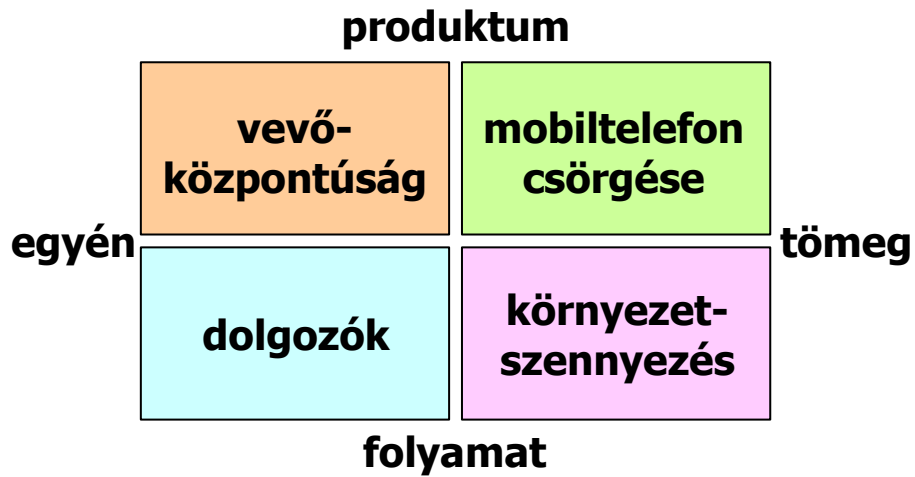 produktum
vevő-
központúság
mobiltelefon
csörgése
egyén
tömeg
dolgozók
környezet-
szennyezés
folyamat